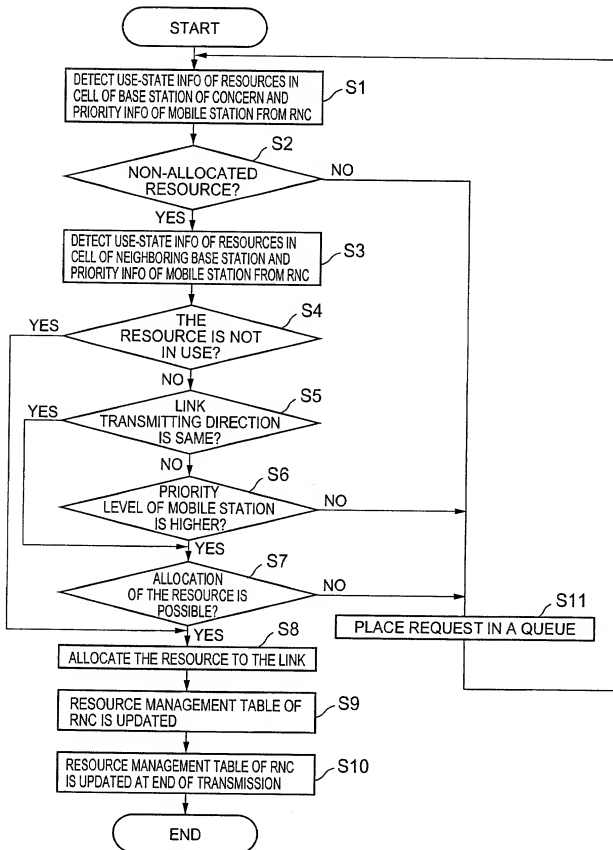 START
DETECT USE-STATE INFO OF RESOURCES IN
CELL OF BASE STATION OF CONCERN AND
PRIORITY INFO OF MOBILE STATION FROM RNC
S1
S2
NON-ALLOCATED
RESOURCE?
NO
YES
DETECT USE-STATE INFO OF RESOURCES IN
CELL OF NEIGHBORING BASE STATION AND
PRIORITY INFO OF MOBILE STATION FROM RNC
S3
S4
YES
THE
RESOURCE IS NOT
IN USE?
NO
S5
YES
LINK
TRANSMITTING DIRECTION
IS SAME?
NO
S6
PRIORITY
LEVEL OF MOBILE STATION
IS HIGHER?
NO
YES
S7
ALLOCATION
OF THE RESOURCE IS
POSSIBLE?
NO
YES
S11
PLACE REQUEST IN A QUEUE
S8
ALLOCATE THE RESOURCE TO THE LINK
RESOURCE MANAGEMENT TABLE OF
RNC IS UPDATED
S9
RESOURCE MANAGEMENT TABLE OF RNC
IS UPDATED AT END OF TRANSMISSION
S10
END